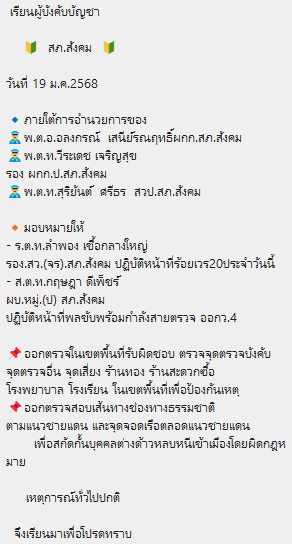 เรียนผู้บังคับบัญชา
🔰 สภ.สังคม 🔰
วันที่ 19 ม.ค.2568
🔹ภายใต้การอำนวยการของ
👮พ.ต.อ.อลงกรณ์ เสนีย์รณฤทธิ์ผกก.สภ.สังคม
👮พ.ต.ท.วีระเดช เจริญสุข
รอง ผกก.ป.สภ.สังคม
👮พ.ต.ท.สุริยันต์ ศรีธร สวป.สภ.สังคม
🔸มอบหมายให้
- ร.ต.ท.ลำพอง เชื้อกลางใหญ่
รอง.สว.(จร).สภ.สังคม ปฏิบัติหน้าที่ร้อยเวร20ประจำวันนี้
- ส.ต.ท.กฤษฎา ดีเพ็ชร์
ผบ.หมู่.(ป) สภ.สังคม
ปฏิบัติหน้าที่พลขับพร้อมกำลังสายตรวจ ออกว.4
📌ออกตรวจในเขตพื้นที่รับผิดชอบ ตรวจจุดตรวจบังคับ
จุดตรวจอื่น จุดเสี่ยง ร้านทอง ร้านสะดวกซื้อ
โรงพยาบาล โรงเรียน ในเขตพื้นที่เพื่อป้องกันเหตุ
📌ออกตรวจสอบเส้นทางช่องทางธรรมชาติ
ตามแนวชายแดน และจุดจอดเรือตลอดแนวชายแดน
เพื่อสกัดกั้นบุคคลต่างด้าวหลบหนีเข้าเมืองโดยผิดกฎห
มาย
เหตุการณ์ทั่วไปปกติ
จึงเรียนมาเพื่อโปรดทราบ